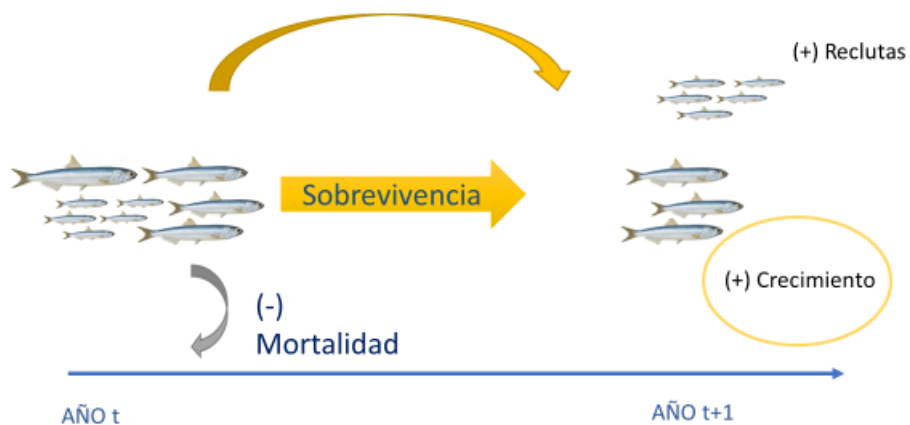 (+) Reclutas
Sobrevivencia
(+) Crecimiento
(-)
Mortalidad
AÑO t
AÑO t+1